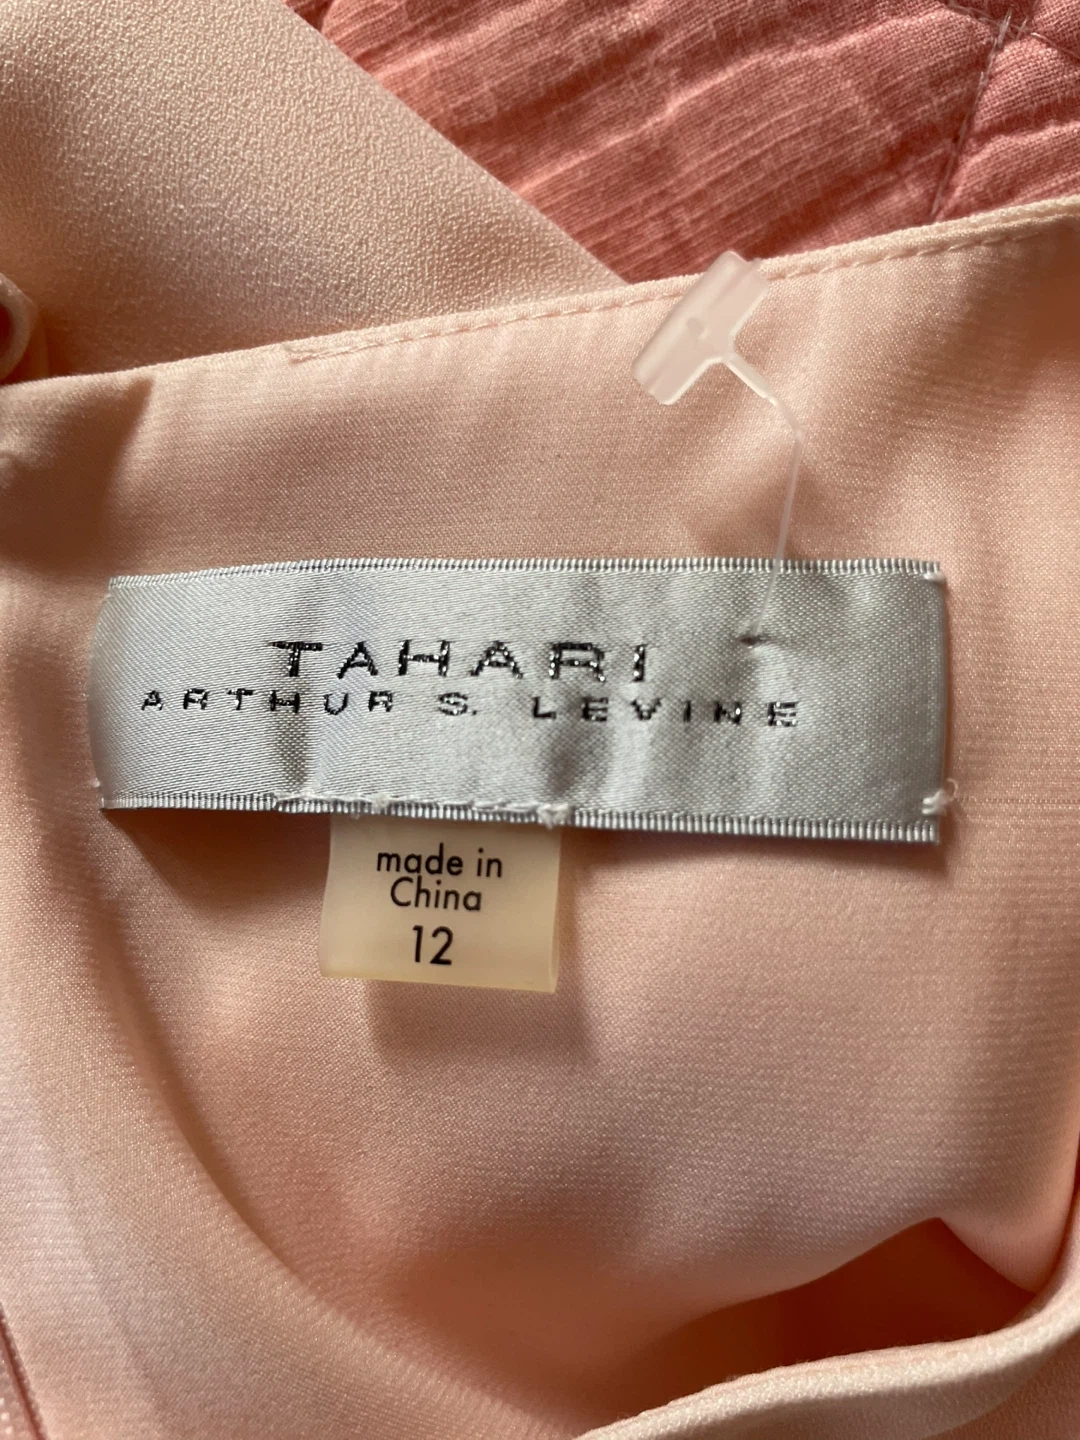 TAHARI
ARTHUR S. LEVINE
made in
China
12